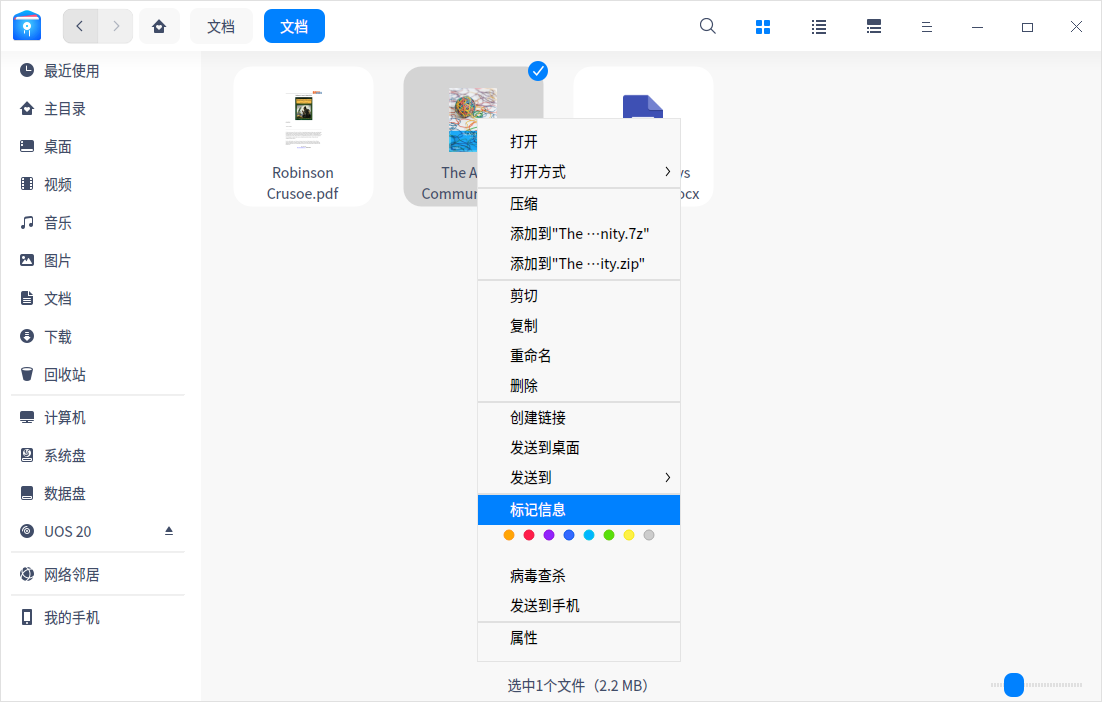 文档
文档
最近使用
主目录
桌面
视频
音乐
图片
文档
下载
回收站
计算机
系统盘
数据盘
UOS 20
网络邻居
我的手机
Robinson
Crusoe.pdf
The A
Commun
ws
ocx
打开
打开方式
压缩
添加到"The ···nity.7z"
添加到"The ···ity.zip"
剪切
复制
重命名
删除
创建链接
发送到桌面
发送到
标记信息
病毒查杀
发送到手机
属性
选中1个文件（2.2 MB）